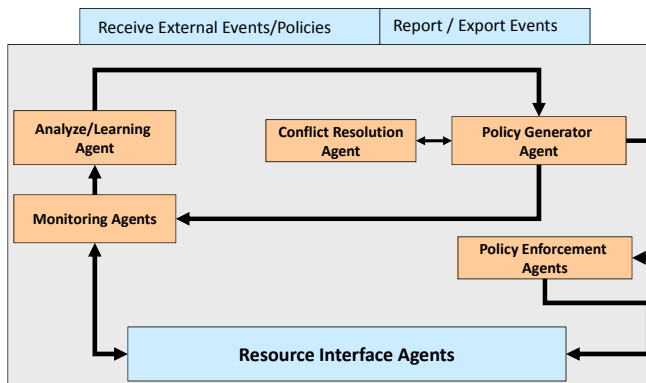 Receive External Events/Policies
Report / Export Events
Analyze/Learning
Agent
Conflict Resolution
Agent
Policy Generator
Agent
Monitoring Agents
Policy Enforcement
Agents
Resource Interface Agents